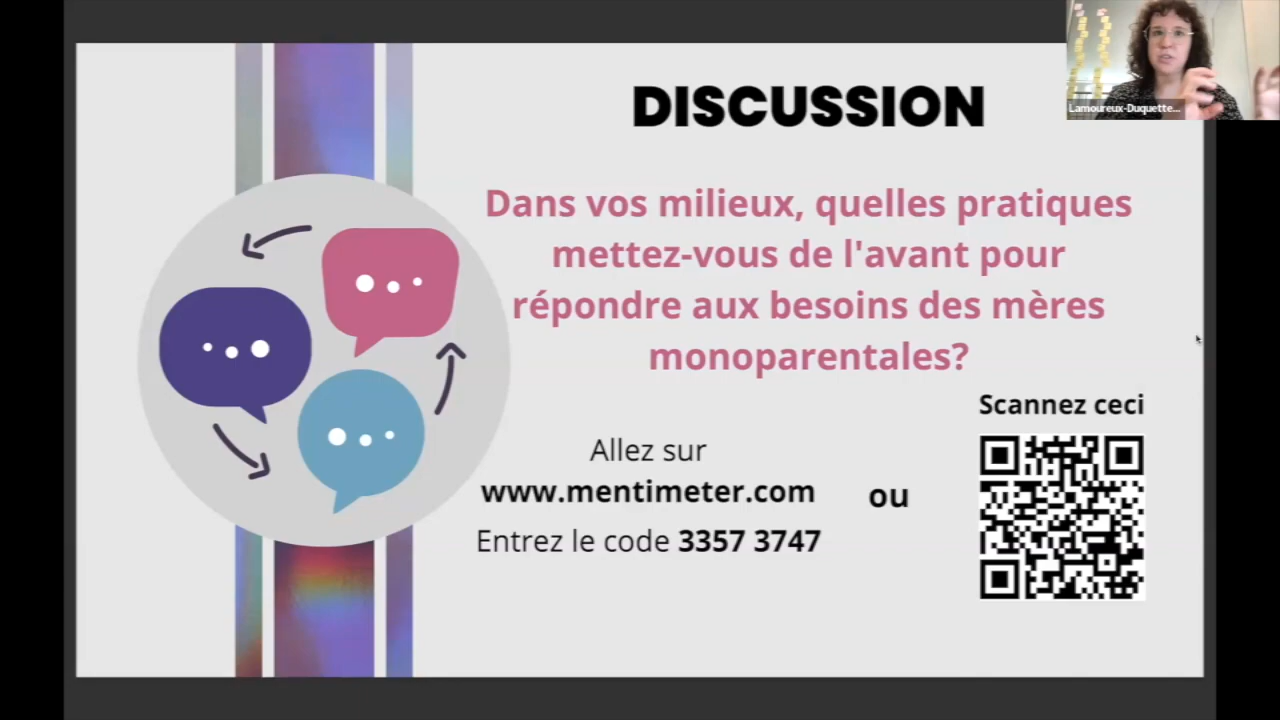 DISCUSSION
Lamoureux-Duquette...
Dans vos milieux, quelles pratiques
mettez-vous de l'avant pour
répondre aux besoins des mères
monoparentales?
Scannez ceci
Allez sur
www.mentimeter.com
ou
Entrez le code 3357 3747